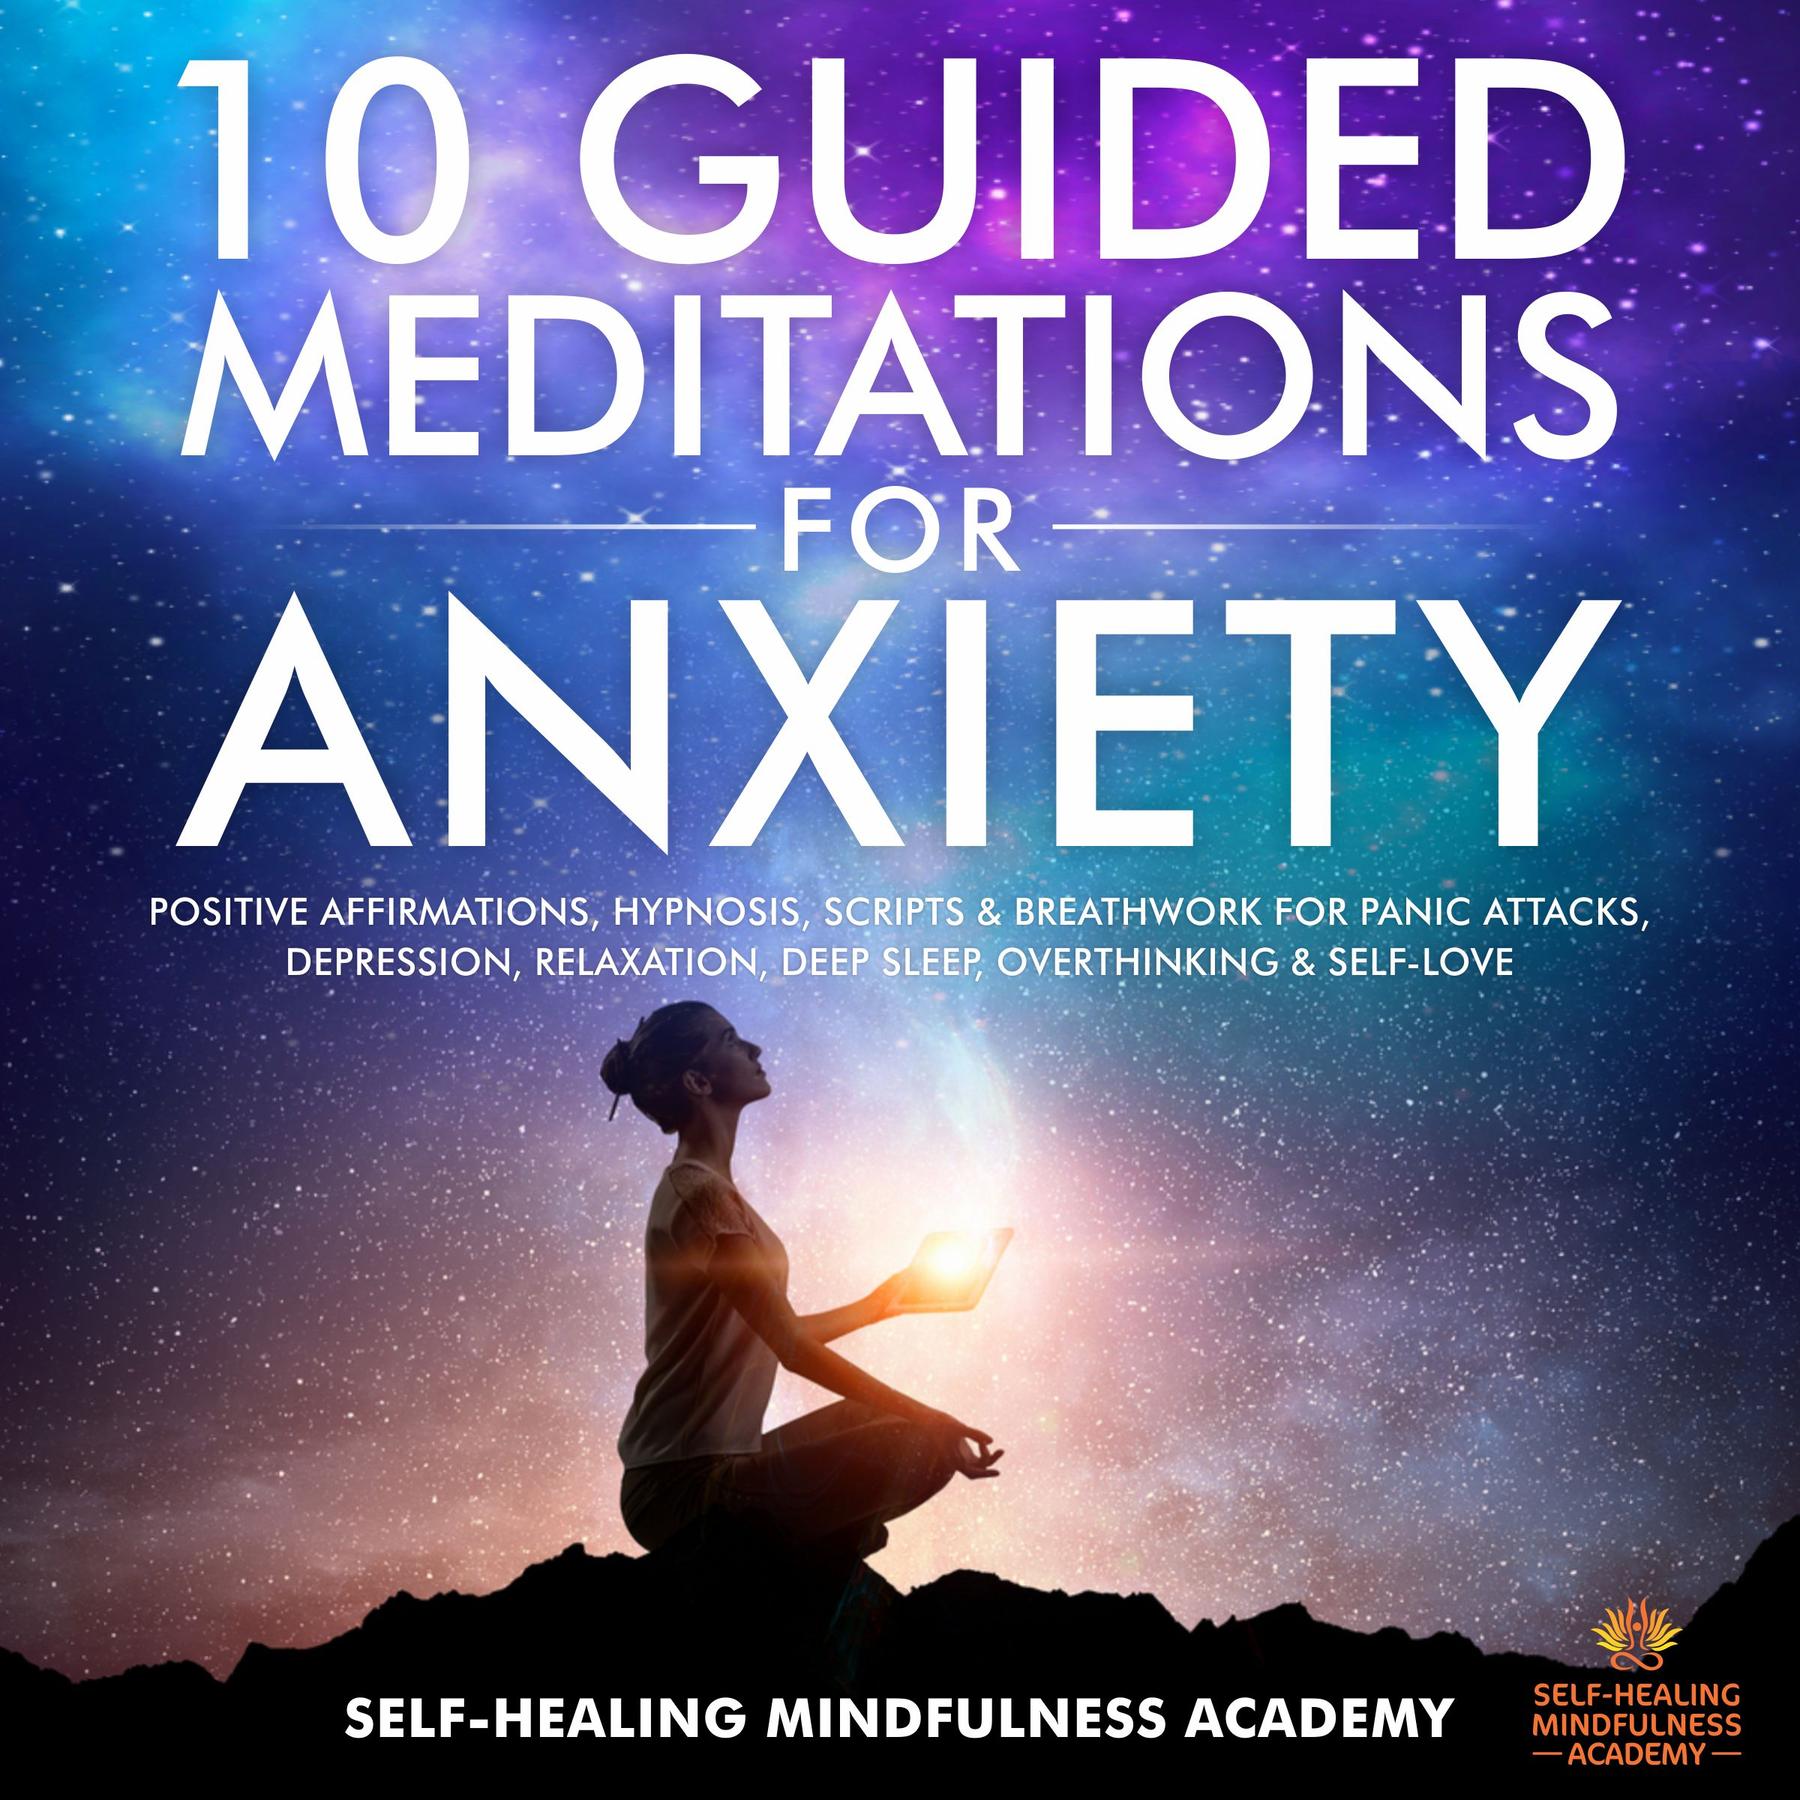 10 GUIDED
MEDITATIONS
FOR
ANXIETY
POSITIVE AFFIRMATIONS, HYPNOSIS, SCRIPTS & BREATHWORK FOR PANIC ATTACKS,
DEPRESSION, RELAXATION, DEEP SLEEP, OVERTHINKING & SELF-LOVE
SELF-HEALING MINDFULNESS ACADEMY
SELF-HEALING
MINDFULNESS
ACADEMY